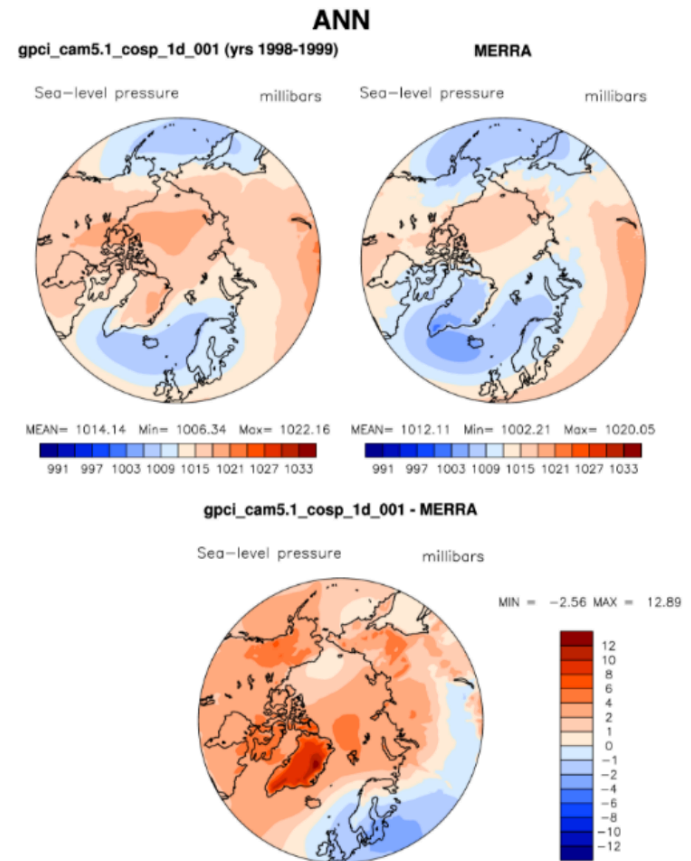 ANN
gpci_cam5.1_cosp_1d_001 (yrs 1998-1999) MERRA
Sea-level pressure millibars Sea-level pressure millibars
MEAN= 1014.14 Min= 1006.34 Max= 1022.16 MEAN= 1012.11 Min= 1002.21 Max= 1020.05
991 997 1003 1009 1015 1021 1027 1033 991 997 1003 1009 1015 1021 1027 1033
gpci_cam5.1_cosp_1d_001 - MERRA
Sea-level pressure millibars
MIN = -2.56 MAX = 12.89
12
10
8
6
4
2
1
0
-1
-2
-4
-6
-8
-10
-12